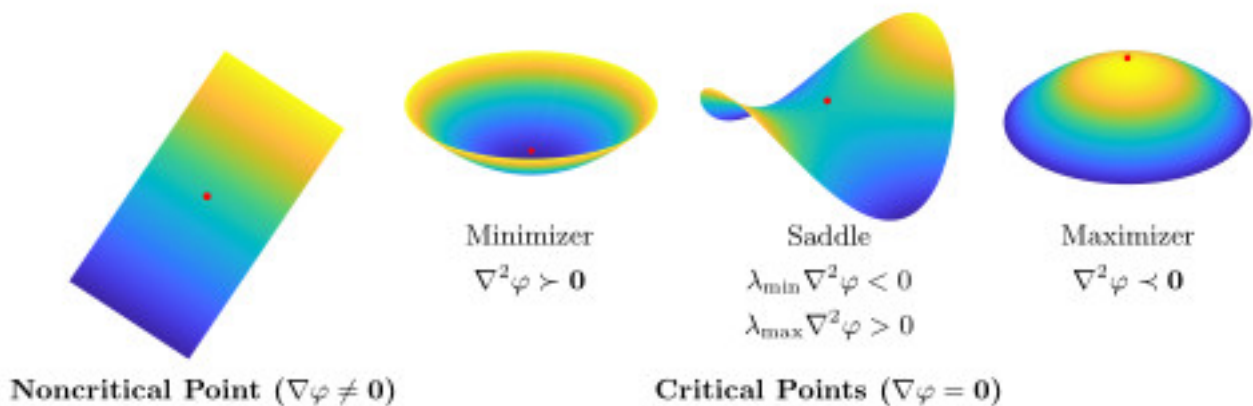 Minimizer
∇²φ ≻ 0
Saddle
λmin∇²φ < 0
λmax∇²φ > 0
Maximizer
∇²φ ≺ 0
Noncritical Point (∇φ ≠ 0)
Critical Points (∇φ = 0)